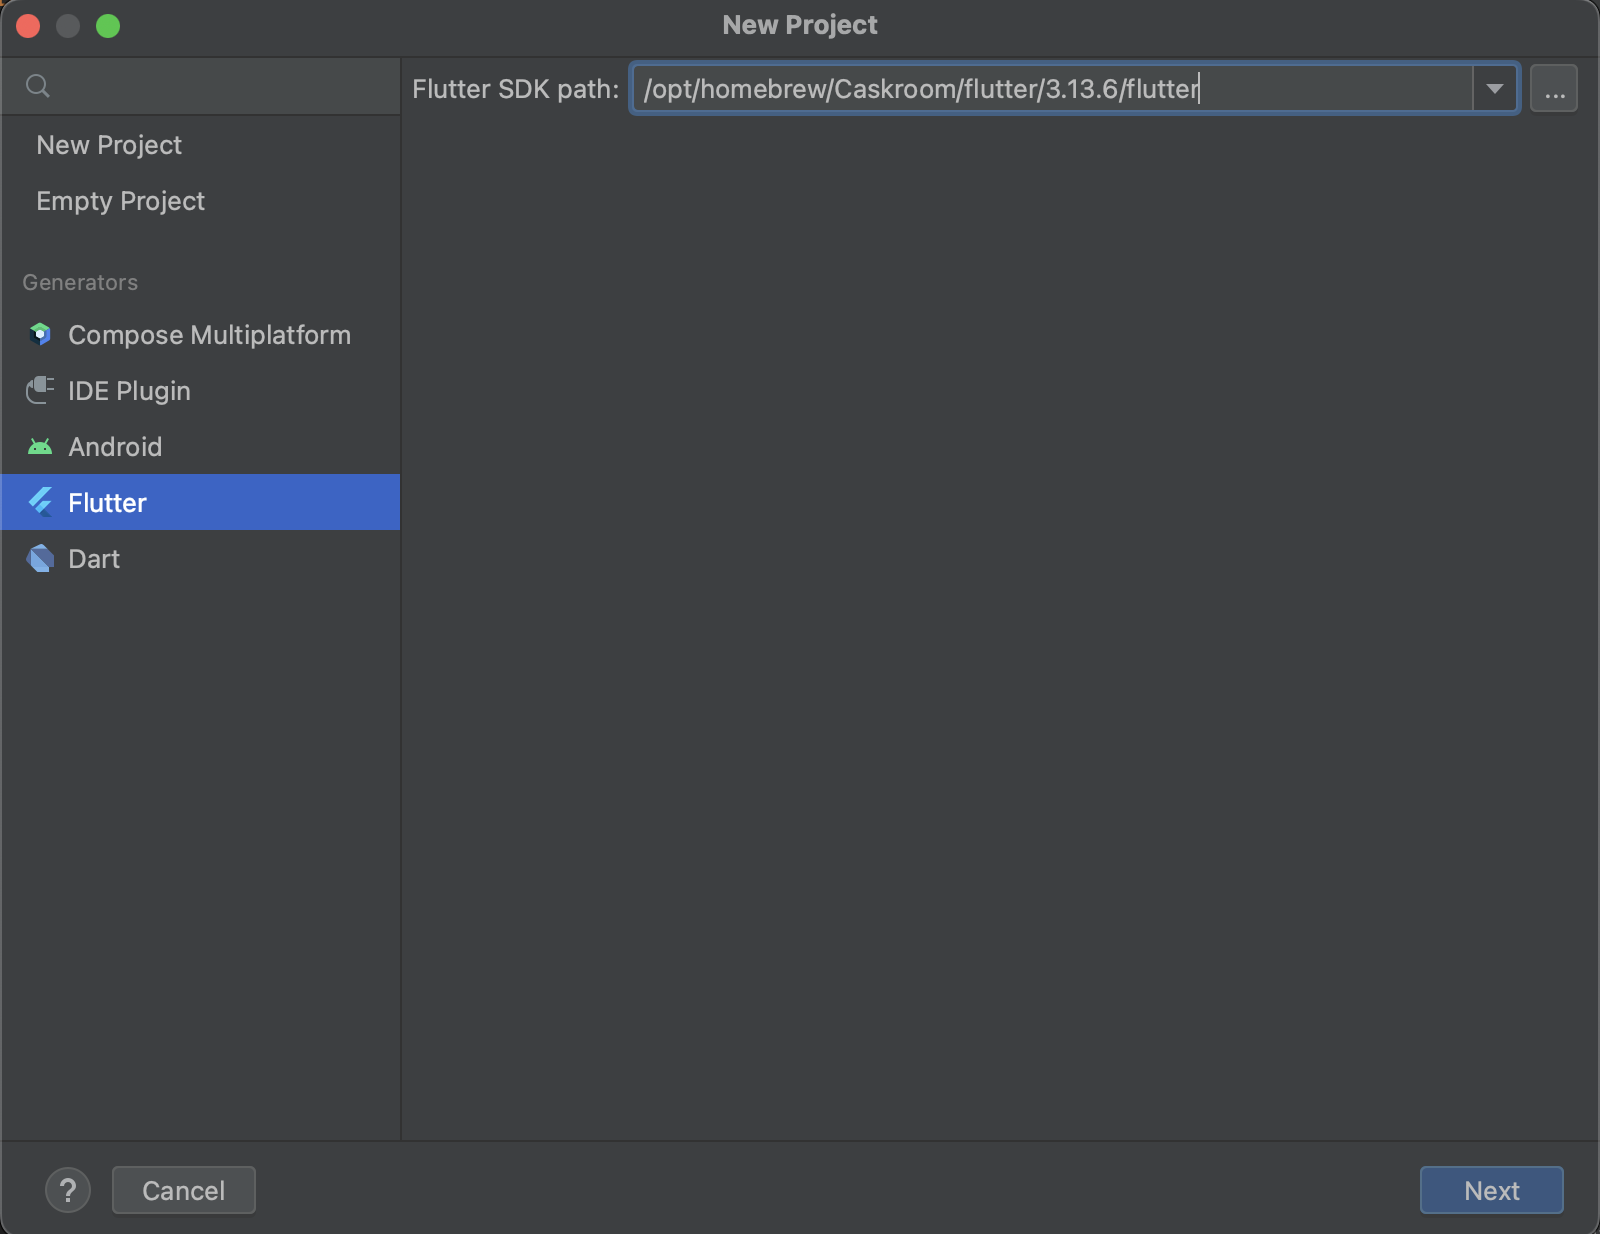 New Project
Flutter SDK path: /opt/homebrew/Caskroom/flutter/3.13.6/flutter ...
New Project
Empty Project
Generators
Compose Multiplatform
IDE Plugin
Android
Flutter
Dart
? Cancel Next